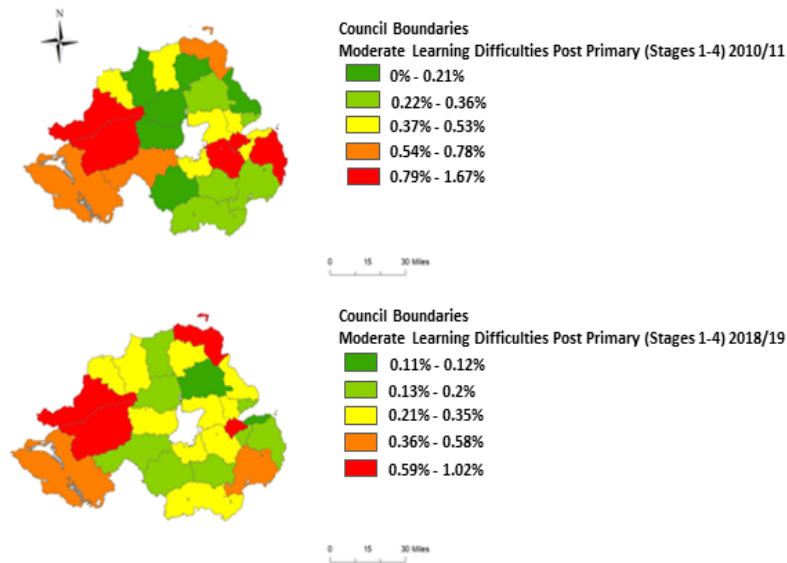 N
Council Boundaries
Moderate Learning Difficulties Post Primary (Stages 1-4) 2010/11
0% - 0.21%
0.22% - 0.36%
0.37% - 0.53%
0.54% - 0.78%
0.79% - 1.67%
0 15 30 Miles
Council Boundaries
Moderate Learning Difficulties Post Primary (Stages 1-4) 2018/19
0.11% - 0.12%
0.13% - 0.2%
0.21% - 0.35%
0.36% - 0.58%
0.59% - 1.02%
0 15 30 Miles